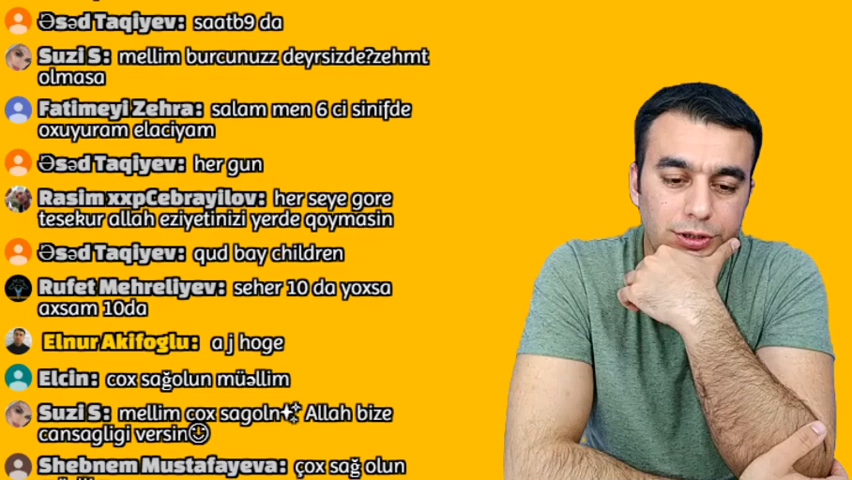 Əsəd Taqiyev: saatb9 da
Suzi S: mellim burcunuzz deyrsizde?zehmt
olmasa
Fatimeyi Zehra: salam men 6 ci sinifde
oxuyuram elaciyam
Əsəd Taqiyev: her gun
Rasim xxpCebrayilov: her seye gore
tesekur allah eziyetinizi yerde qoymasin
Əsəd Taqiyev: qud bay children
Rufet Mehreliyev: seher 10 da yoxsa
axsam 10da
Elnur Akifoglu: a j hoge
Elcin: cox sağolun müəllim
Suzi S: mellim cox sagoln✨ Allah bize
cansagligi versin☺
Shebnem Mustafayeva: çox sağ olun